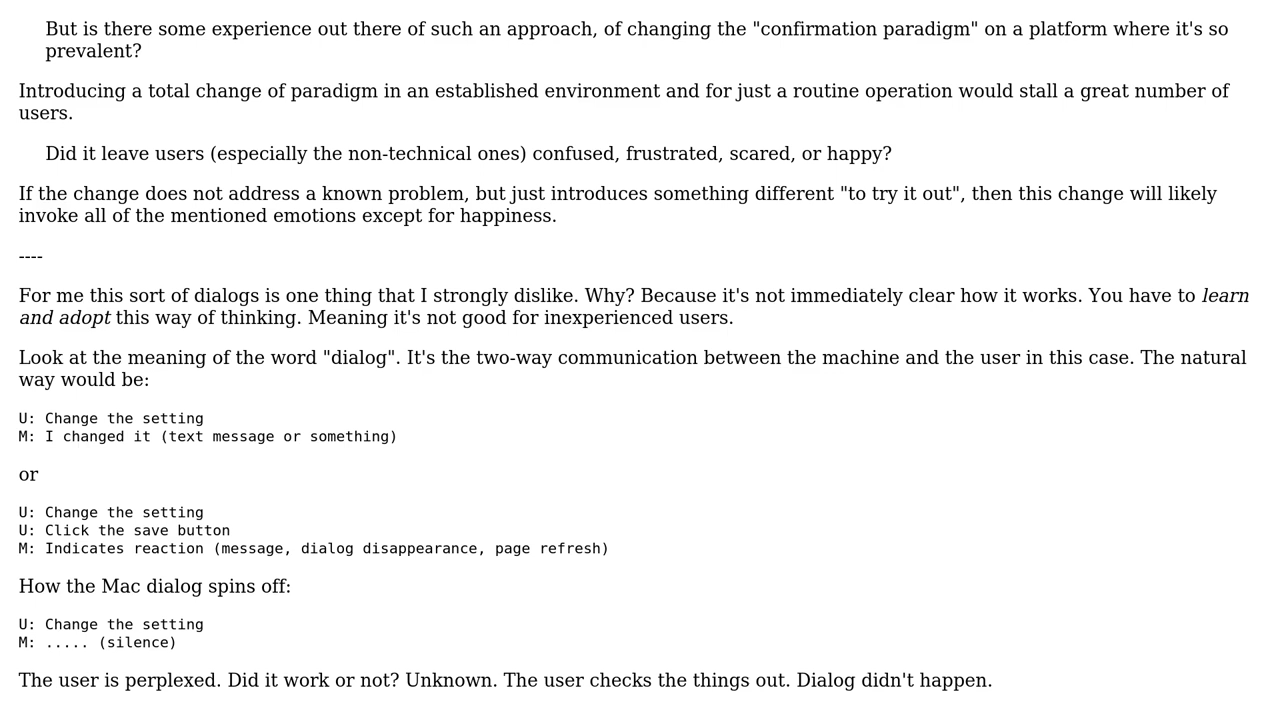 But is there some experience out there of such an approach, of changing the "confirmation paradigm" on a platform where it's so
prevalent?
Introducing a total change of paradigm in an established environment and for just a routine operation would stall a great number of
users.
Did it leave users (especially the non-technical ones) confused, frustrated, scared, or happy?
If the change does not address a known problem, but just introduces something different "to try it out", then this change will likely
invoke all of the mentioned emotions except for happiness.
----
For me this sort of dialogs is one thing that I strongly dislike. Why? Because it's not immediately clear how it works. You have to learn
and adopt this way of thinking. Meaning it's not good for inexperienced users.
Look at the meaning of the word "dialog". It's the two-way communication between the machine and the user in this case. The natural
way would be:
U: Change the setting
M: I changed it (text message or something)
or
U: Change the setting
U: Click the save button
M: Indicates reaction (message, dialog disappearance, page refresh)
How the Mac dialog spins off:
U: Change the setting
M: ..... (silence)
The user is perplexed. Did it work or not? Unknown. The user checks the things out. Dialog didn't happen.